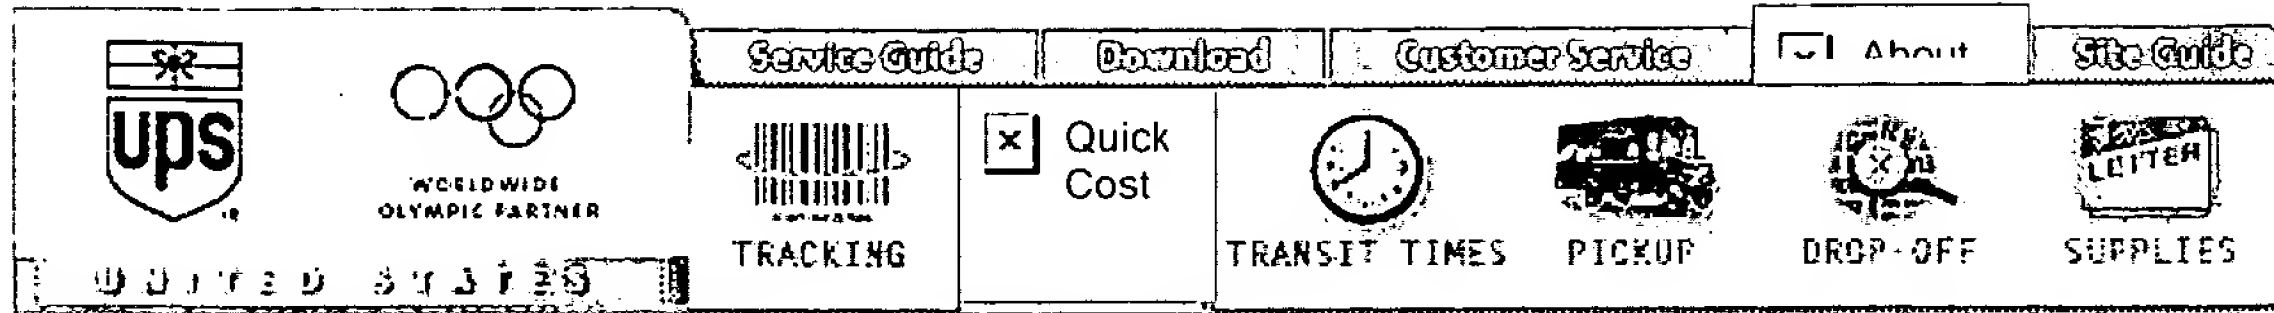 Service Guide
Download
Customer Service
About
Site Guide
ups
WORLDWIDE
OLYMPIC PARTNER
UNITED STATES
TRACKING
Quick
Cost
TRANSIT TIMES
PICKUP
DROP-OFF
LETTER
SUPPLIES